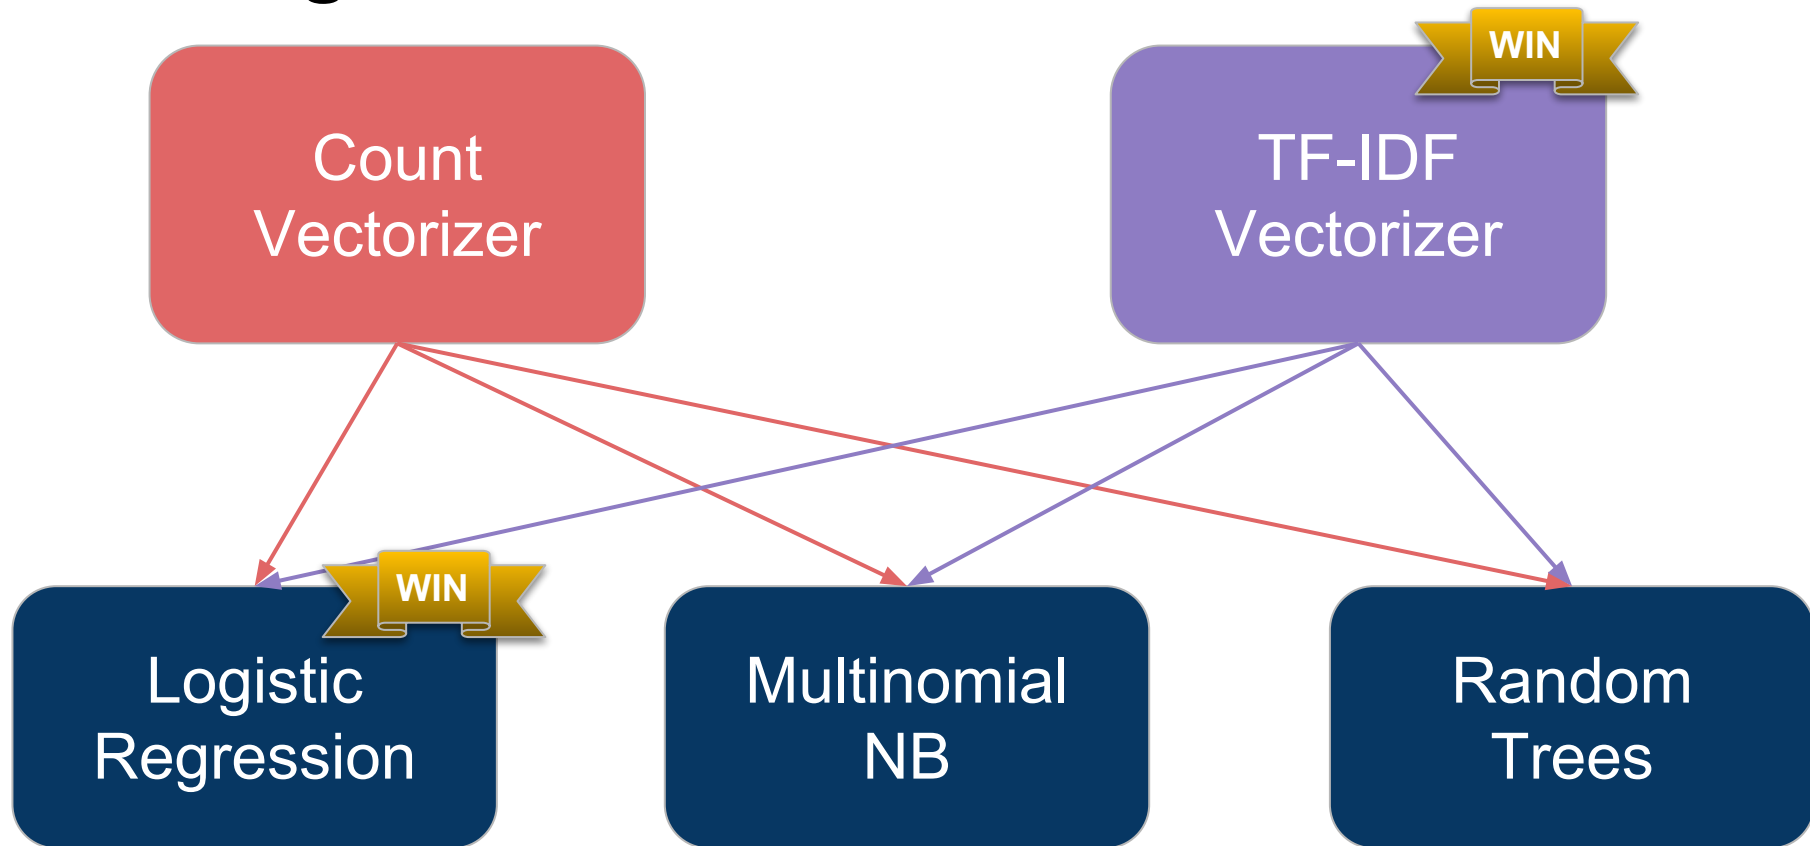 WIN
Count
Vectorizer
TF-IDF
Vectorizer
WIN
Logistic
Regression
Multinomial
NB
Random
Trees